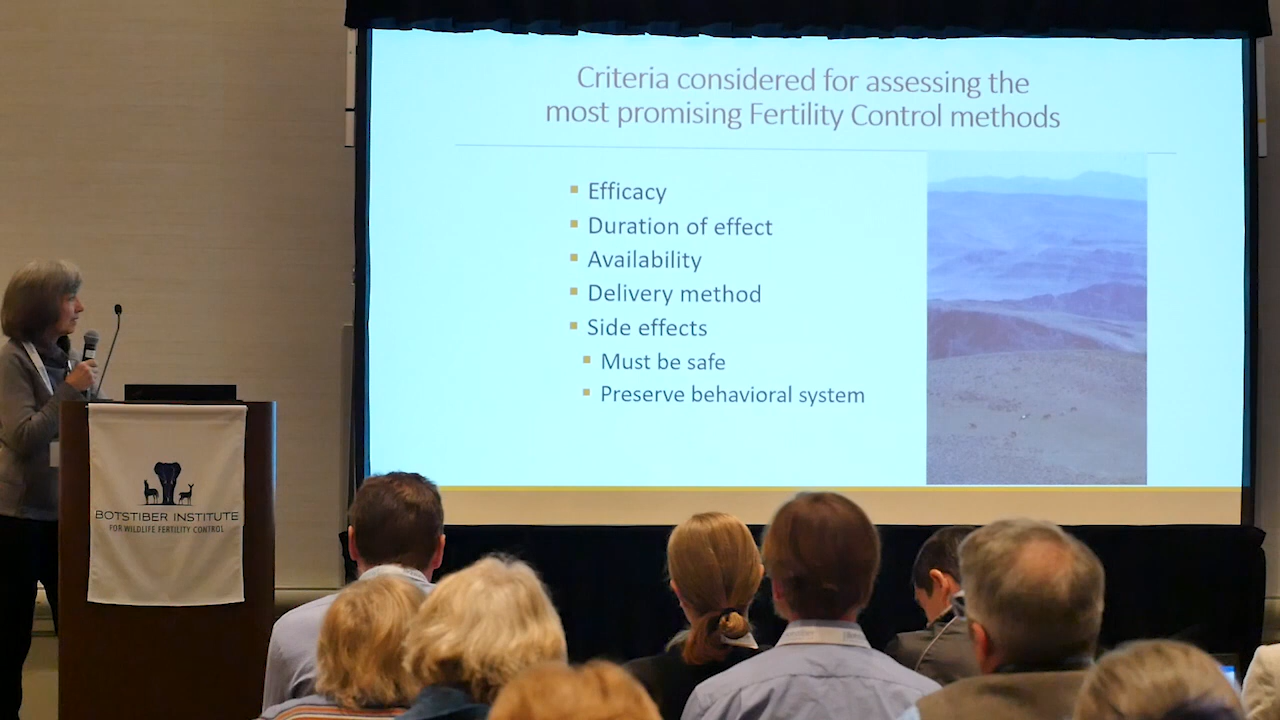 Criteria considered for assessing the
most promising Fertility Control methods
Efficacy
Duration of effect
Availability
Delivery method
Side effects
Must be safe
Preserve behavioral system
BOTSTIBER INSTITUTE
FOR WILDLIFE FERTILITY CONTROL